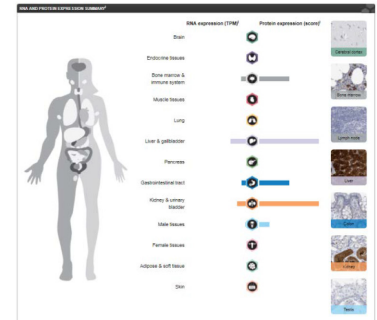 RNA AND PROTEIN EXPRESSION SUMMARY
RNA expression (TPM) Protein expression (score)
Brain
Endocrine tissues
Bone marrow &
immune system
Muscle tissues
Lung
Liver & gallbladder
Pancreas
Gastrointestinal tract
Kidney & urinary
bladder
Male tissues
Female tissues
Adipose & soft tissue
Skin
Cerebral cortex
Bone marrow
Lymph node
Liver
Colon
Kidney
Testis